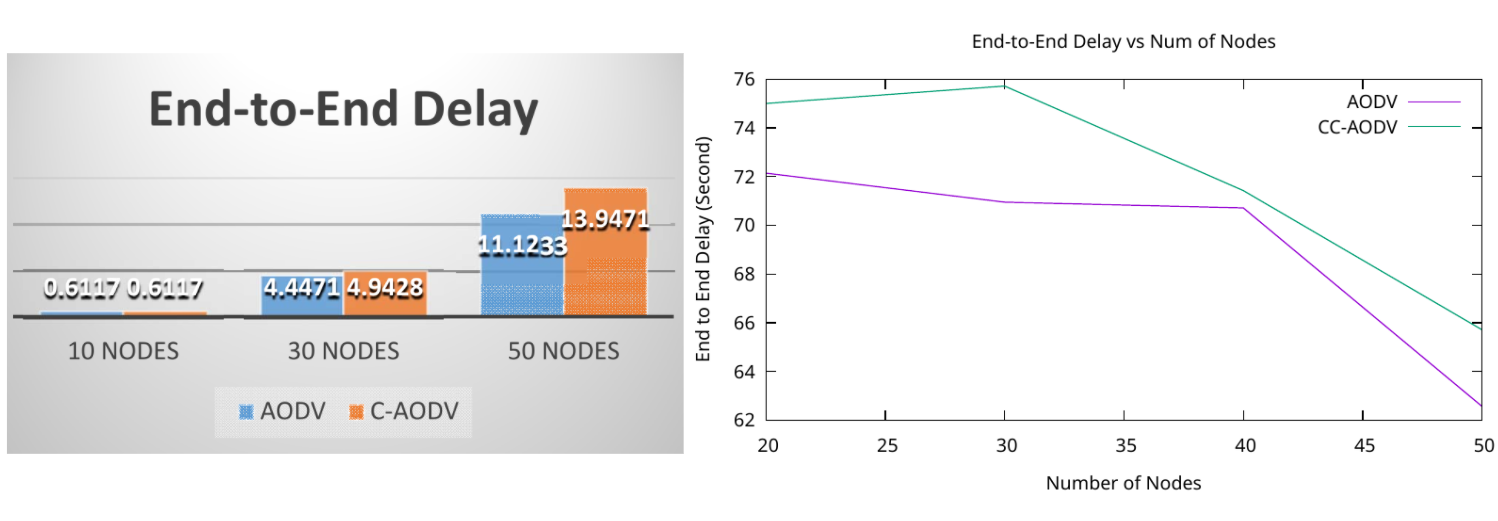 End-to-End Delay
0.6117 0.6117
4.4471 4.9428
11.1233 13.9471
10 NODES 30 NODES 50 NODES
AODV C-AODV
End-to-End Delay vs Num of Nodes
End to End Delay (Second)
76
74
72
70
68
66
64
62
AODV
CC-AODV
20 25 30 35 40 45 50
Number of Nodes